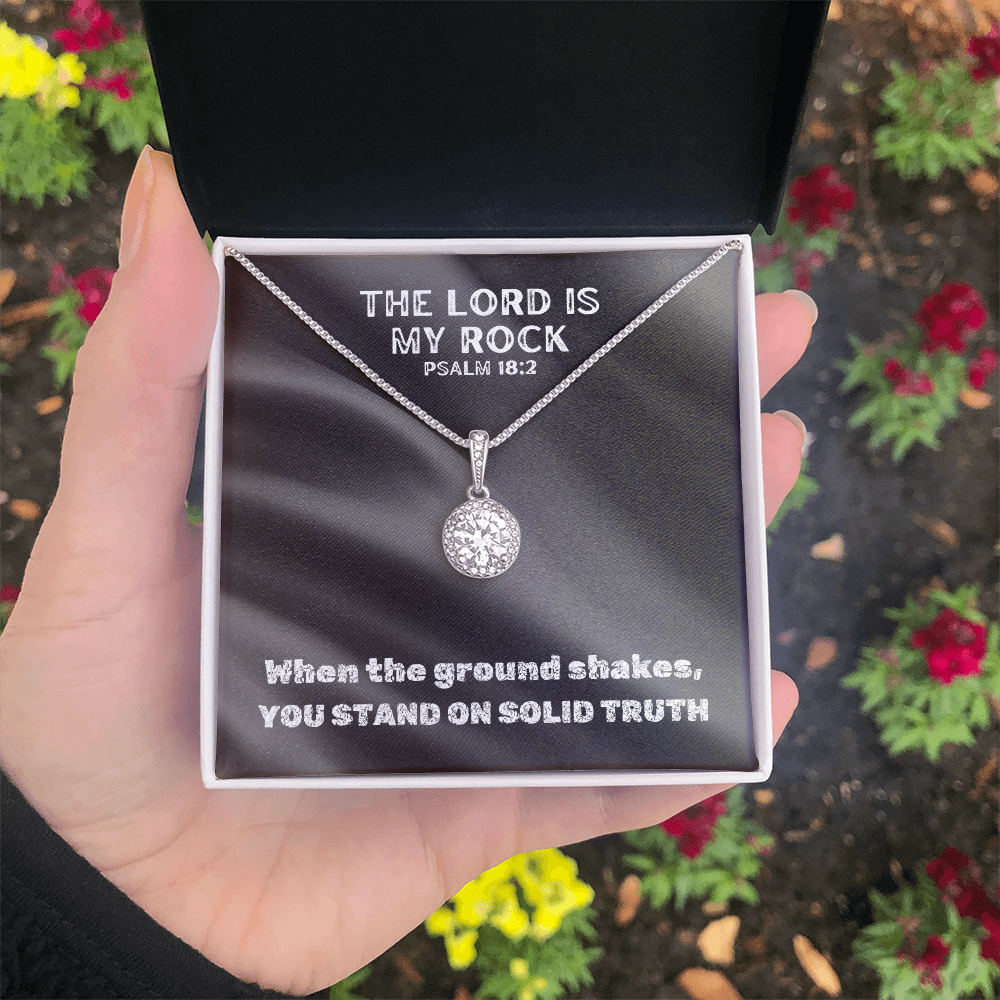 THE LORD IS
MY ROCK
PSALM 18:2
When the ground shakes,
YOU STAND ON SOLID TRUTH